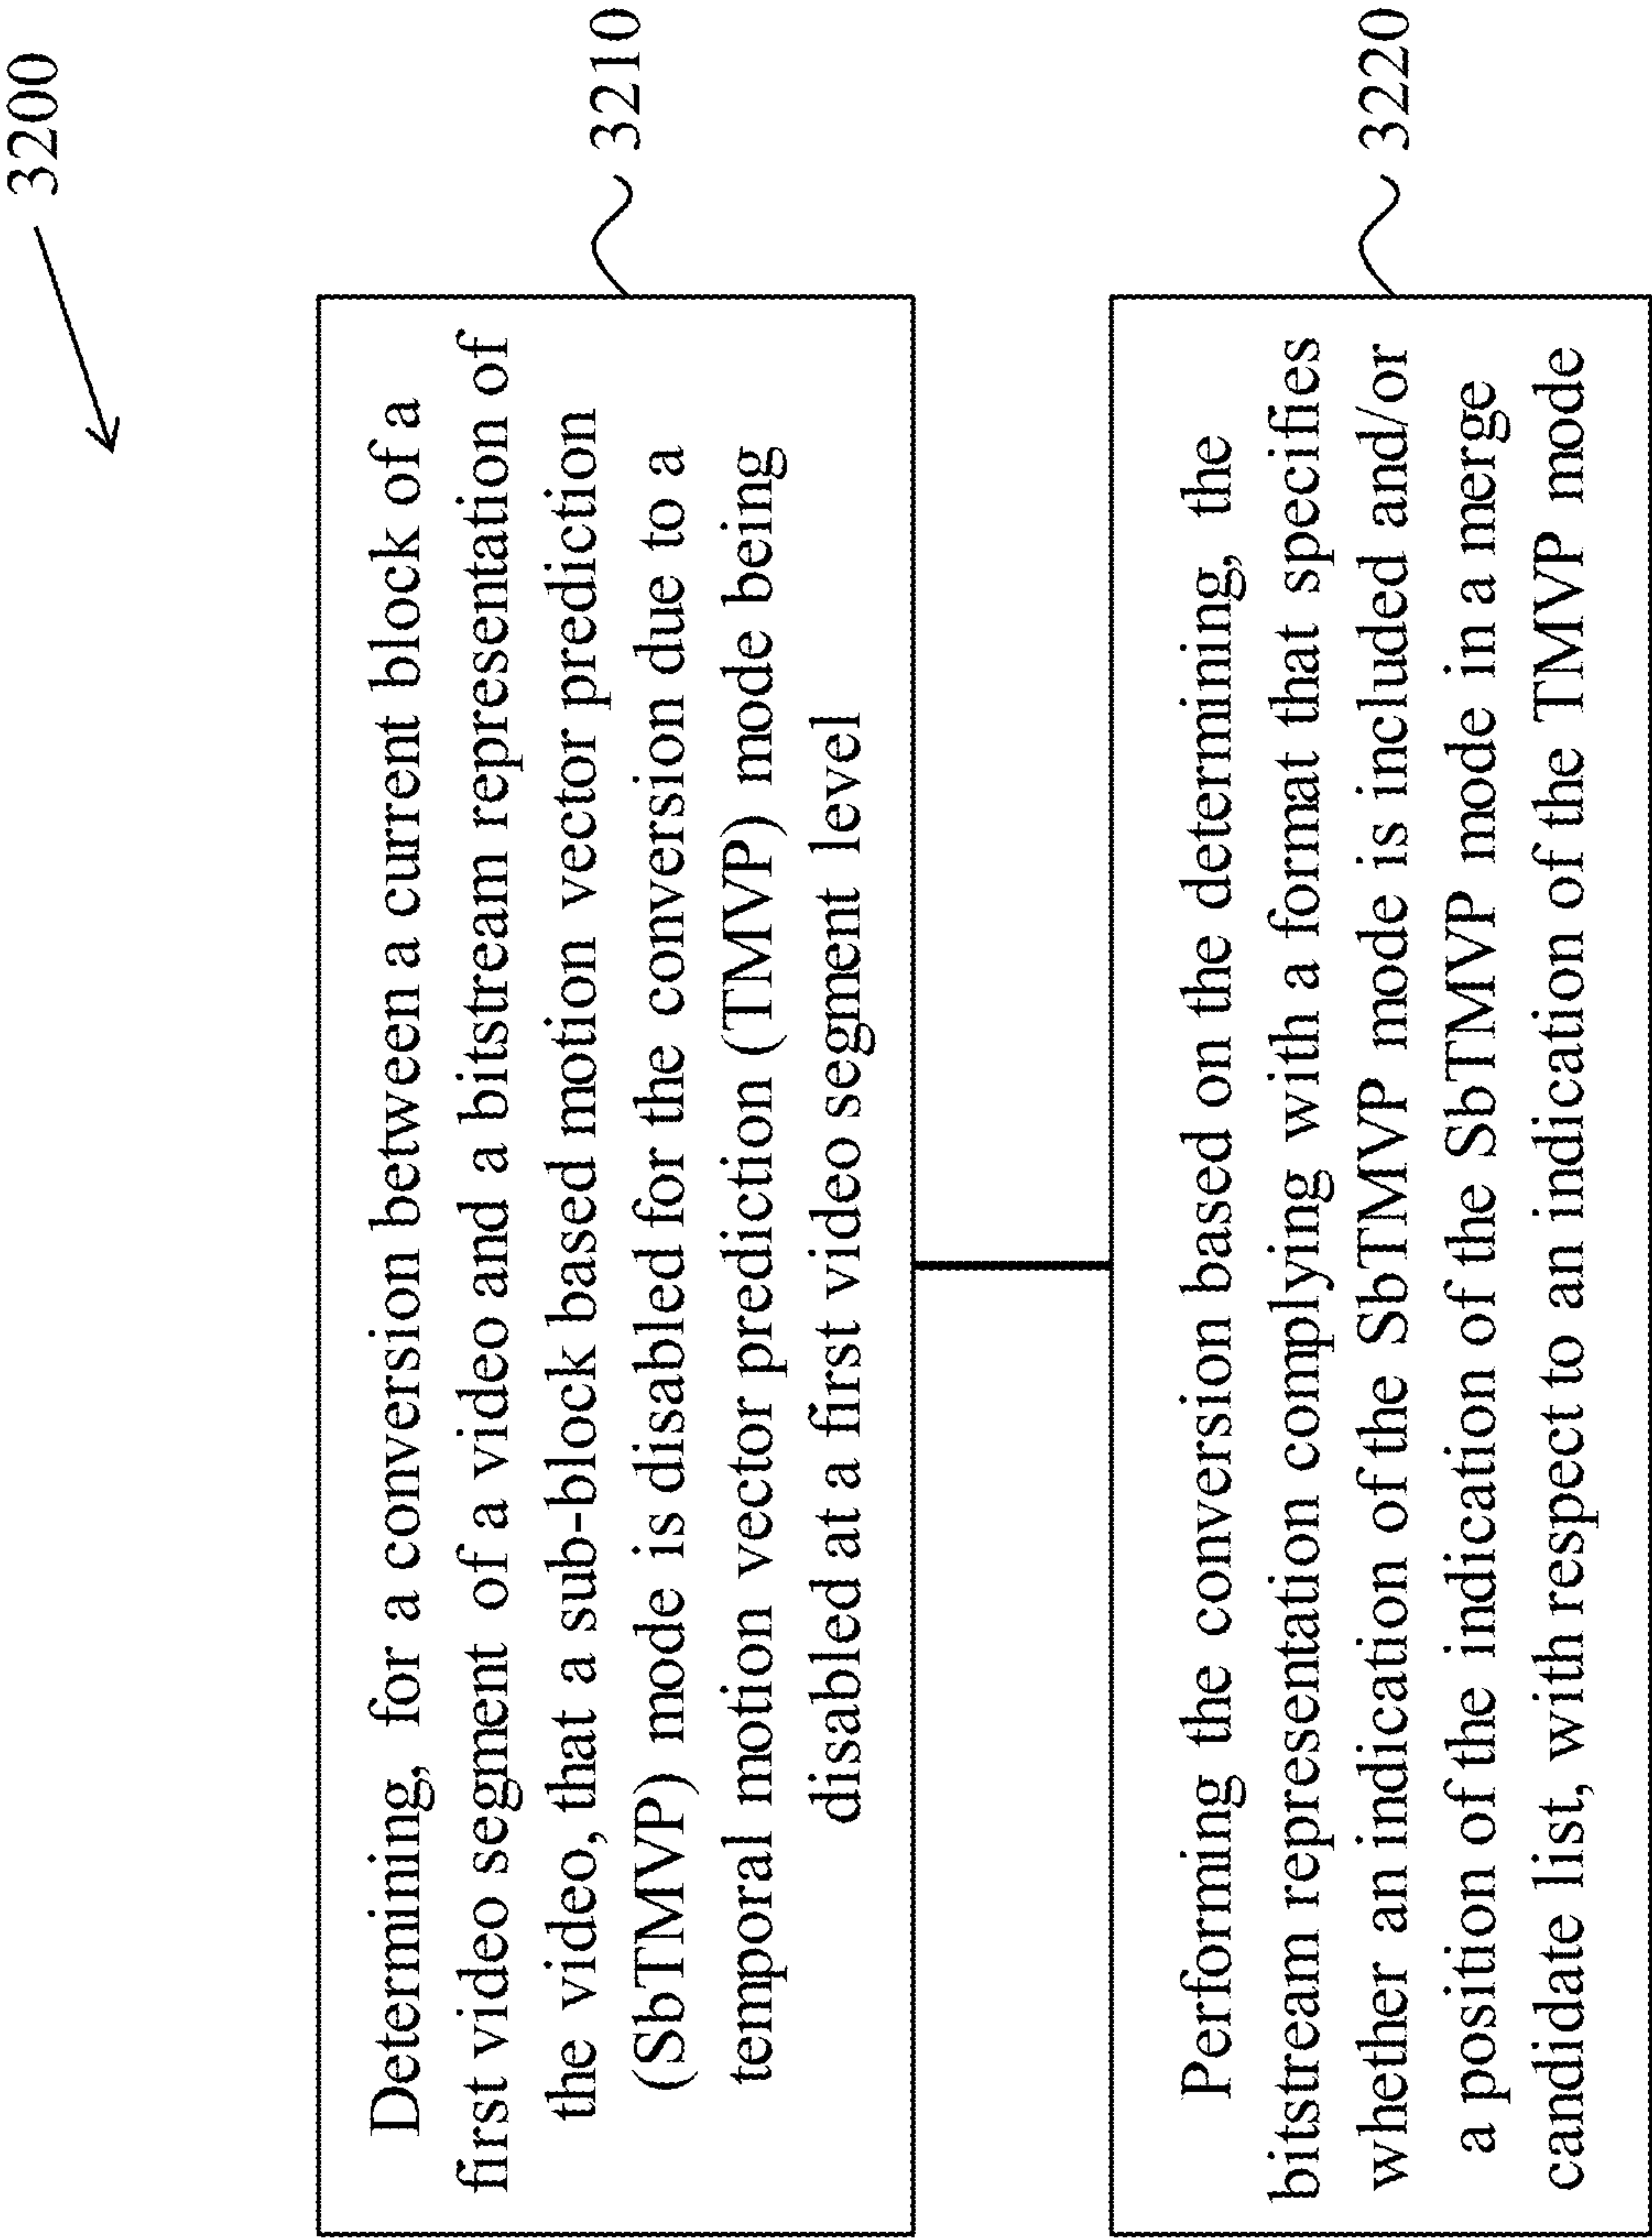 3200
Determining, for a conversion between a current block of a
first video segment of a video and a bitstream representation of
the video, that a sub-block based motion vector prediction
(SbTMVP) mode is disabled for the conversion due to a
temporal motion vector prediction (TMVP) mode being
disabled at a first video segment level
3210
Performing the conversion based on the determining, the
bitstream representation complying with a format that specifies
whether an indication of the SbTMVP mode is included and/or
a position of the indication of the SbTMVP mode in a merge
candidate list, with respect to an indication of the TMVP mode
3220